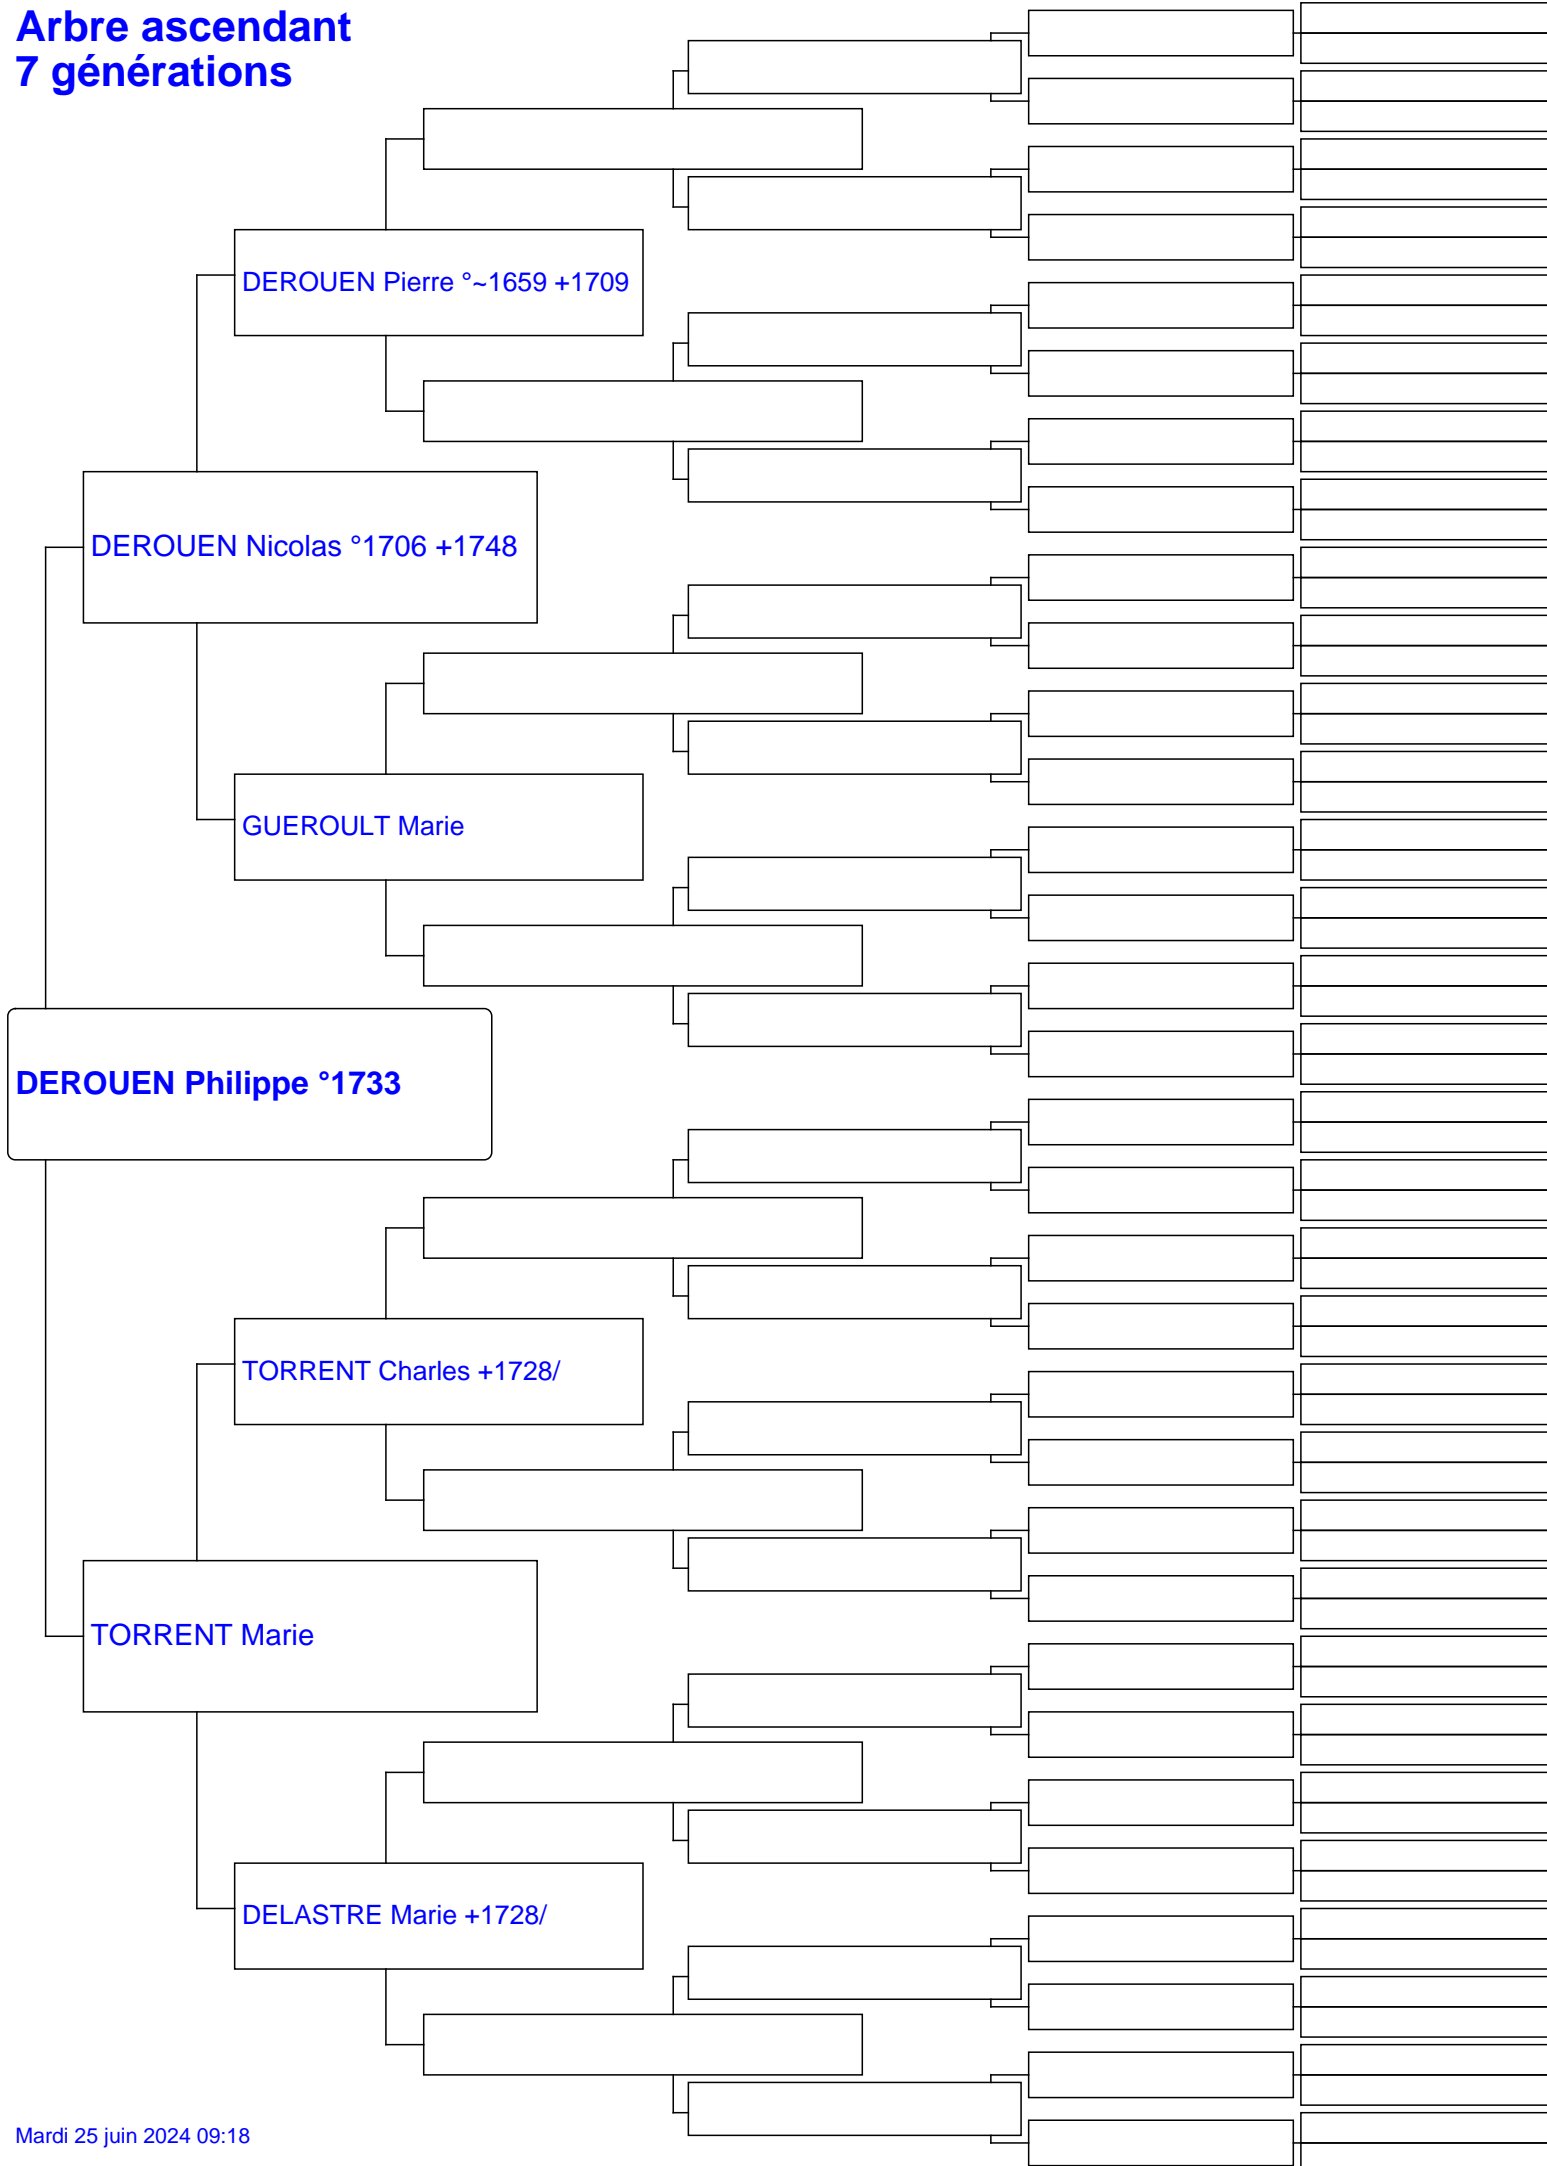 Arbre ascendant
7 générations
DEROUEN Pierre °~1659 +1709
DEROUEN Nicolas °1706 +1748
GUEROULT Marie
DEROUEN Philippe °1733
TORRENT Charles +1728/
TORRENT Marie
DELASTRE Marie +1728/
Mardi 25 juin 2024 09:18